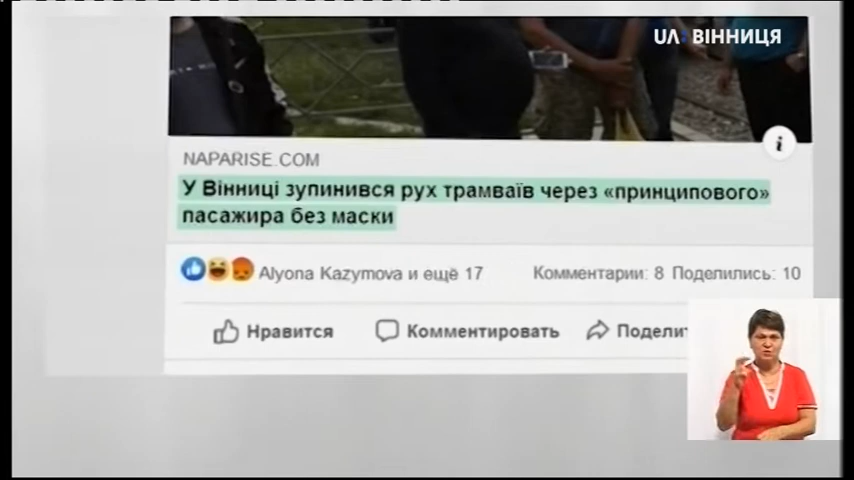 UA: ВІННИЦЯ
NAPARISE.COM
У Вінниці зупинився рух трамваїв через «принципового»
пасажира без маски
Alyona Kazymova и ещё 17
Комментарии: 8 Поделились: 10
Нравится
Комментировать
Поделит